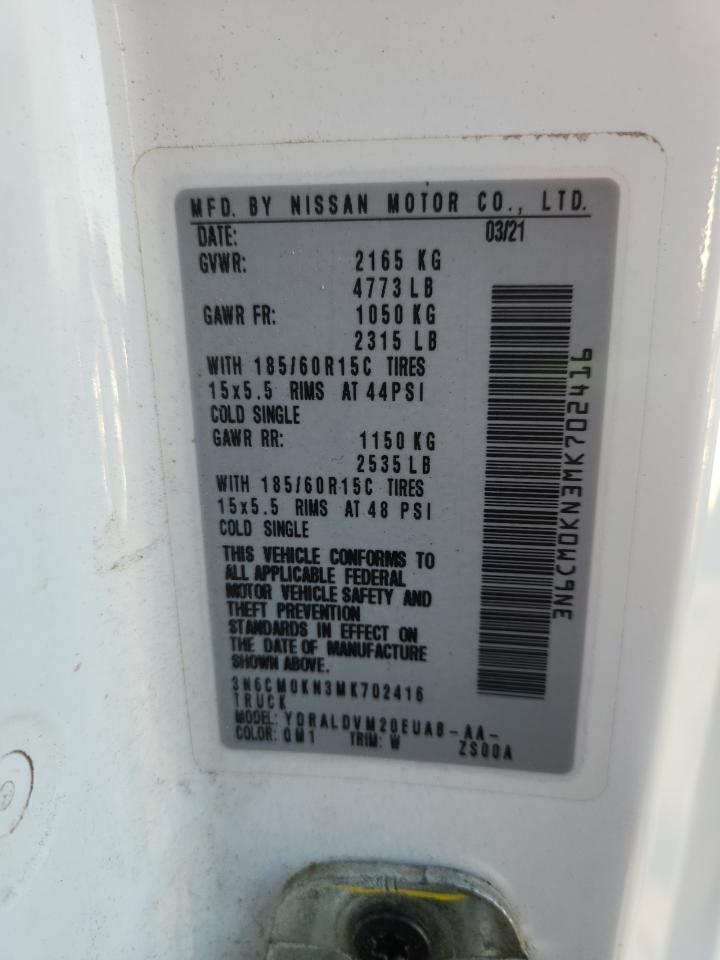 MFD. BY NISSAN MOTOR CO., LTD.
DATE: 03/21
GVWR: 2165 KG
4773 LB
GAWR FR: 1050 KG
2315 LB
WITH 185/60R15C TIRES
15x5.5 RIMS AT 44PSI
COLD SINGLE
GAWR RR: 1150 KG
2535 LB
WITH 185/60R15C TIRES
15x5.5 RIMS AT 48 PSI
COLD SINGLE
THIS VEHICLE CONFORMS TO
ALL APPLICABLE FEDERAL
MOTOR VEHICLE SAFETY AND
THEFT PREVENTION
STANDARDS IN EFFECT ON
THE DATE OF MANUFACTURE
SHOWN ABOVE.
3N6CM0KN3MK702416
TRUCK
MODEL: YDRALDVM20EUAB-AA-
ZS00A
COLOR: QM1 TRIM: W
3N6CM0KN3MK702416